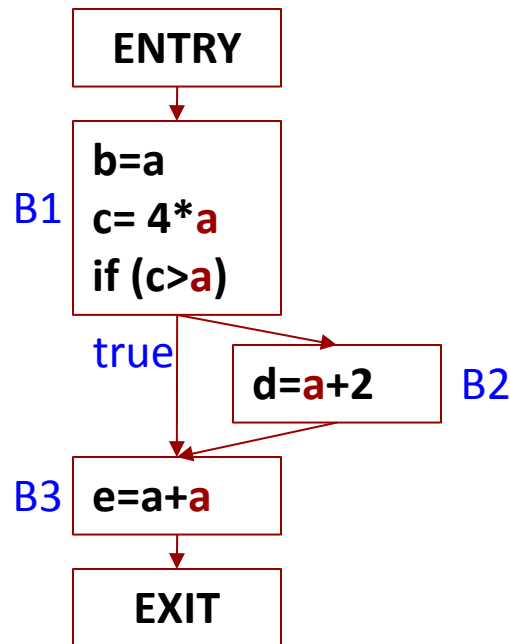 ENTRY
B1
b=a
c= 4*a
if (c>a)
true
d=a+2
B2
B3
e=a+a
EXIT